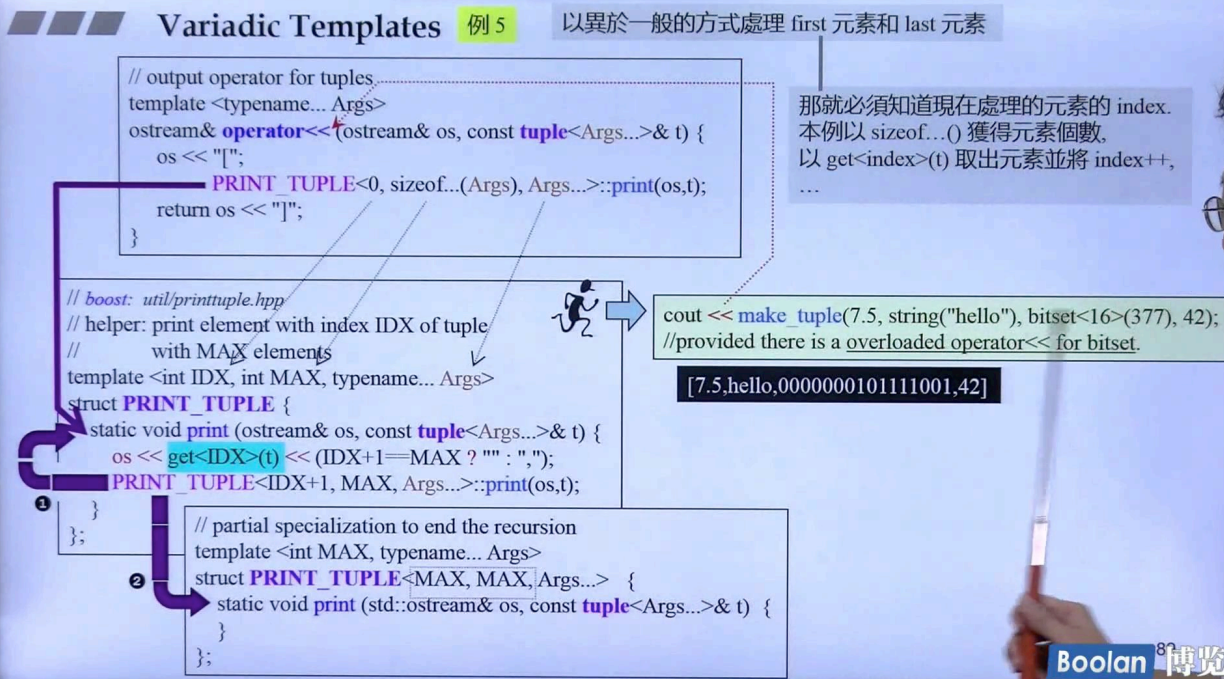 Variadic Templates 例 5
以異於一般的方式處理 first 元素和 last 元素
那就必須知道現在處理的元素的 index.
本例以 sizeof…() 獲得元素個數,
以 get<index>(t) 取出元素並將 index++,
…
// output operator for tuples
template <typename... Args>
ostream& operator<< (ostream& os, const tuple<Args...>& t) {
os << "[";
PRINT_TUPLE<0, sizeof...(Args), Args...>::print(os,t);
return os << "]";
}
// boost: util/printtuple.hpp
// helper: print element with index IDX of tuple
// with MAX elements
template <int IDX, int MAX, typename... Args>
struct PRINT_TUPLE {
static void print (ostream& os, const tuple<Args...>& t) {
os << get<IDX>(t) << (IDX+1==MAX ? "" : ",");
PRINT_TUPLE<IDX+1, MAX, Args...>::print(os,t);
}
};
❶
❷
// partial specialization to end the recursion
template <int MAX, typename... Args>
struct PRINT_TUPLE<MAX, MAX, Args...> {
static void print (std::ostream& os, const tuple<Args...>& t) {
}
};
cout << make_tuple(7.5, string("hello"), bitset<16>(377), 42);
//provided there is a overloaded operator<< for bitset.
[7.5,hello,0000000101111001,42]
Boolan 博览